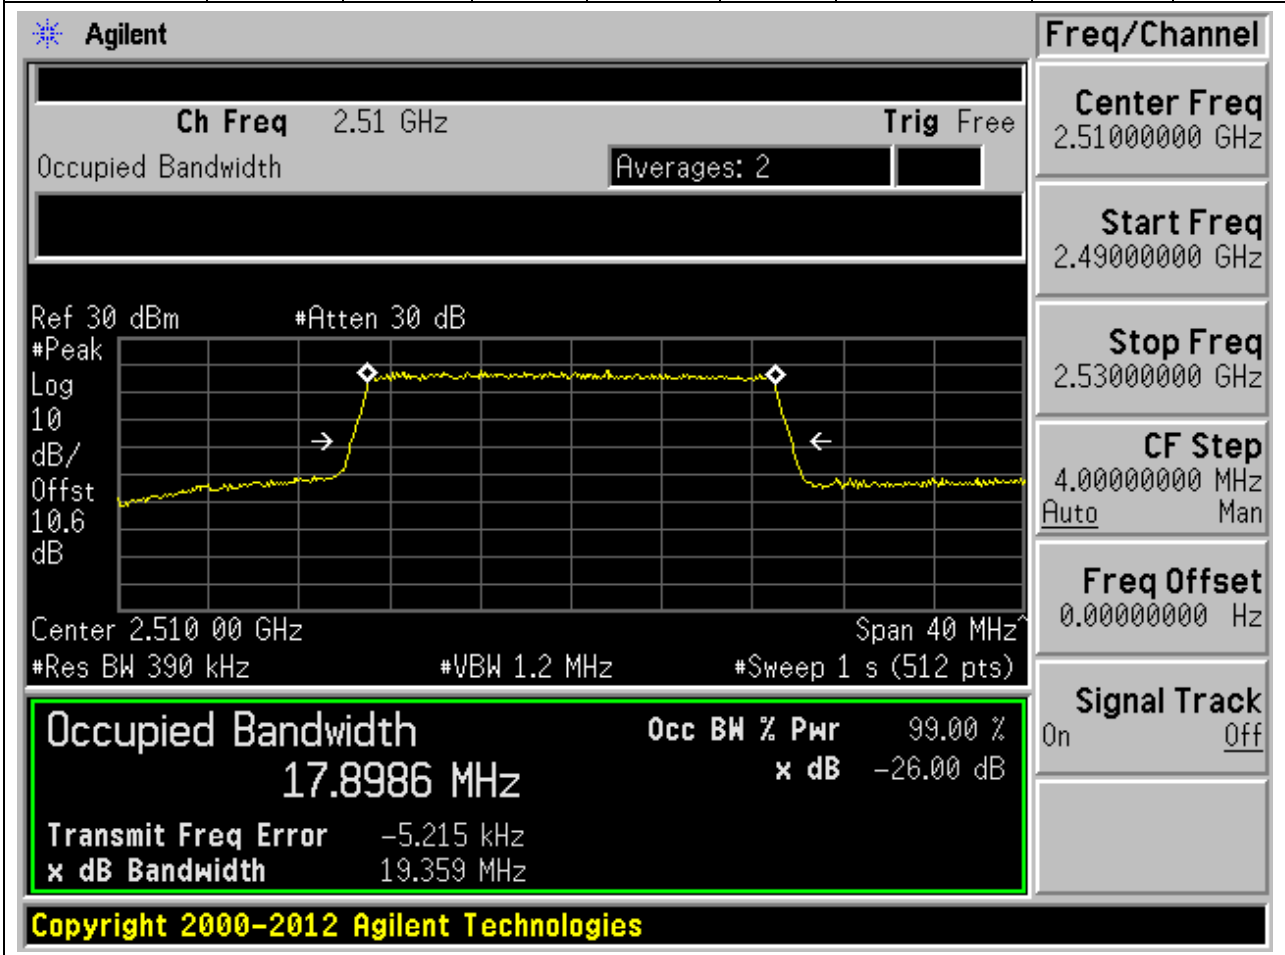 Agilent
Freq/Channel
Ch Freq 2.51 GHz Trig Free
Occupied Bandwidth Averages: 2
Center Freq
2.51000000 GHz
Start Freq
2.49000000 GHz
Stop Freq
2.53000000 GHz
CF Step
4.00000000 MHz
Auto Man
Freq Offset
0.00000000 Hz
Signal Track
On Off
Ref 30 dBm #Atten 30 dB
#Peak
Log
10
dB/
Offst
10.6
dB
Center 2.510 00 GHz Span 40 MHz^
#Res BW 390 kHz #VBW 1.2 MHz #Sweep 1 s (512 pts)
Occupied Bandwidth Occ BW % Pwr 99.00 %
17.8986 MHz x dB -26.00 dB
Transmit Freq Error -5.215 kHz
x dB Bandwidth 19.359 MHz
Copyright 2000-2012 Agilent Technologies